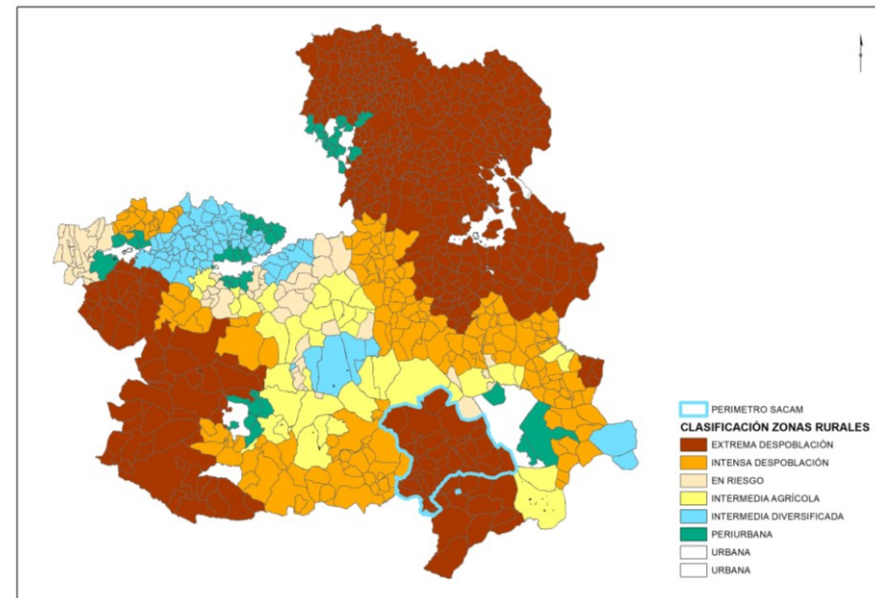 PERIMETRO SACAM
CLASIFICACIÓN ZONAS RURALES
EXTREMA DESPOBLACIÓN
INTENSA DESPOBLACIÓN
EN RIESGO
INTERMEDIA AGRÍCOLA
INTERMEDIA DIVERSIFICADA
PERIURBANA
URBANA
URBANA